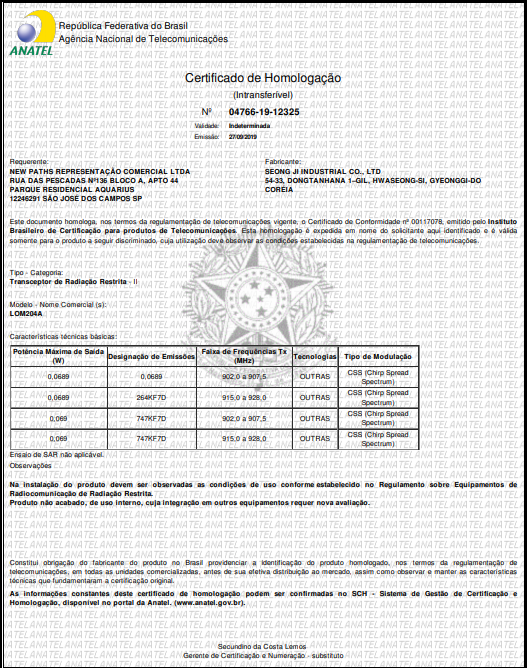 República Federativa do Brasil
Agência Nacional de Telecomunicações
ANATEL
Certificado de Homologação
(Intransferível)
Nº 04766-19-12325
Validade: Indeterminada
Emissão: 27/09/2019
Requerente:
NEW PATHS REPRESENTAÇÃO COMERCIAL LTDA
RUA DAS PESCADAS Nº136 BLOCO A, APTO 44
PARQUE RESIDENCIAL AQUARIUS
12246291 SÃO JOSÉ DOS CAMPOS SP
Fabricante:
SEONG JI INDUSTRIAL CO., LTD
54-33, DONGTANHANA 1-GIL, HWASEONG-SI, GYEONGGI-DO
CORÉIA
Este documento homologa, nos termos da regulamentação de telecomunicações vigente, o Certificado de Conformidade nº 00117078, emitido pelo Instituto
Brasileiro de Certificação para produtos de Telecomunicações. Esta homologação é expedida em nome do solicitante aqui identificado e é válida
somente para o produto a seguir discriminado, cuja utilização deve observar as condições estabelecidas na regulamentação de telecomunicações.
Tipo - Categoria:
Transceptor de Radiação Restrita - II
Modelo - Nome Comercial (s):
LOM204A
Características técnicas básicas:
Potência Máxima de Saída (W) Designação de Emissões Faixa de Frequências Tx (MHz) Tecnologias Tipo de Modulação
0,0689 0,0689 902,0 a 907,5 OUTRAS CSS (Chirp Spread Spectrum)
0,0689 264KF7D 915,0 a 928,0 OUTRAS CSS (Chirp Spread Spectrum)
0,069 747KF7D 902,0 a 907,5 OUTRAS CSS (Chirp Spread Spectrum)
0,069 747KF7D 915,0 a 928,0 OUTRAS CSS (Chirp Spread Spectrum)
Ensaio de SAR não aplicável.
Observações
Na instalação do produto devem ser observadas as condições de uso conforme estabelecido no Regulamento sobre Equipamentos de
Radiocomunicação de Radiação Restrita.
Produto não acabado, de uso interno, cuja integração em outros equipamentos requer nova avaliação.
Constitui obrigação do fabricante do produto no Brasil providenciar a identificação do produto homologado, nos termos da regulamentação de
telecomunicações, em todas as unidades comercializadas, antes de sua efetiva distribuição ao mercado, assim como observar e manter as características
técnicas que fundamentaram a certificação original.
As informações constantes deste certificado de homologação podem ser confirmadas no SCH - Sistema de Gestão de Certificação e
Homologação, disponível no portal da Anatel. (www.anatel.gov.br).
Secundino da Costa Lemos
Gerente de Certificação e Numeração - substituto